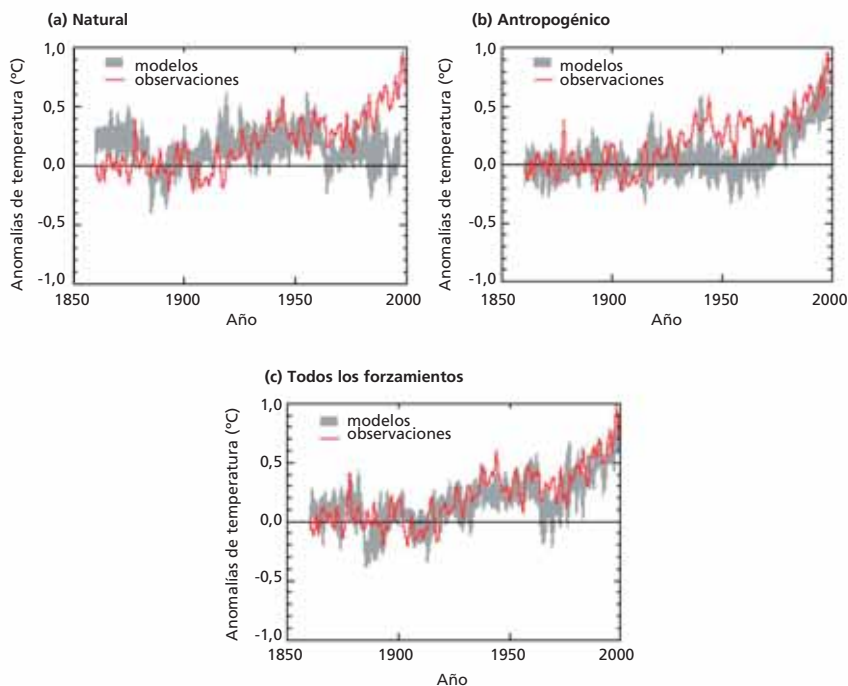 (a) Natural
Anomalías de temperatura (°C)
1,0
0,5
0,0
-0,5
-1,0
modelos
observaciones
1850
1900
1950
2000
Año
(b) Antropogénico
Anomalías de temperatura (°C)
1,0
0,5
0,0
-0,5
-1,0
modelos
observaciones
1850
1900
1950
2000
Año
(c) Todos los forzamientos
Anomalías de temperatura (°C)
1,0
0,5
0,0
-0,5
-1,0
modelos
observaciones
1850
1900
1950
2000
Año